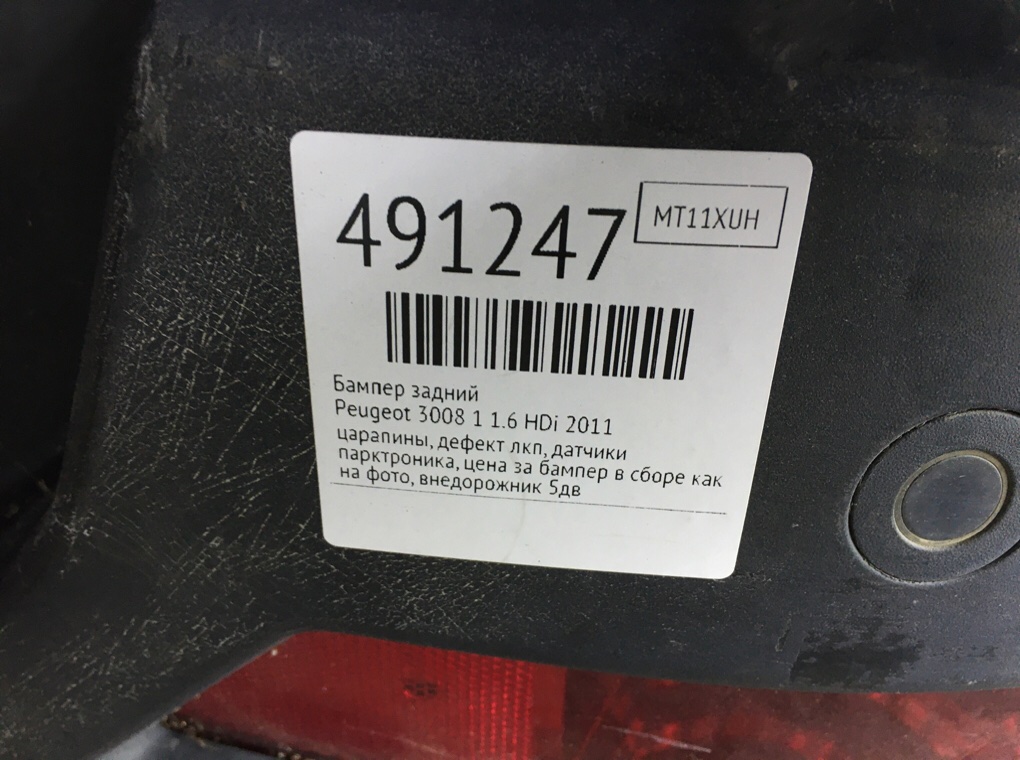 491247
MT11XUH
Бампер задний
Peugeot 3008 1 1.6 HDi 2011
царапины, дефект лкп, датчики
парктроника, цена за бампер в сборе как
на фото, внедорожник 5дв